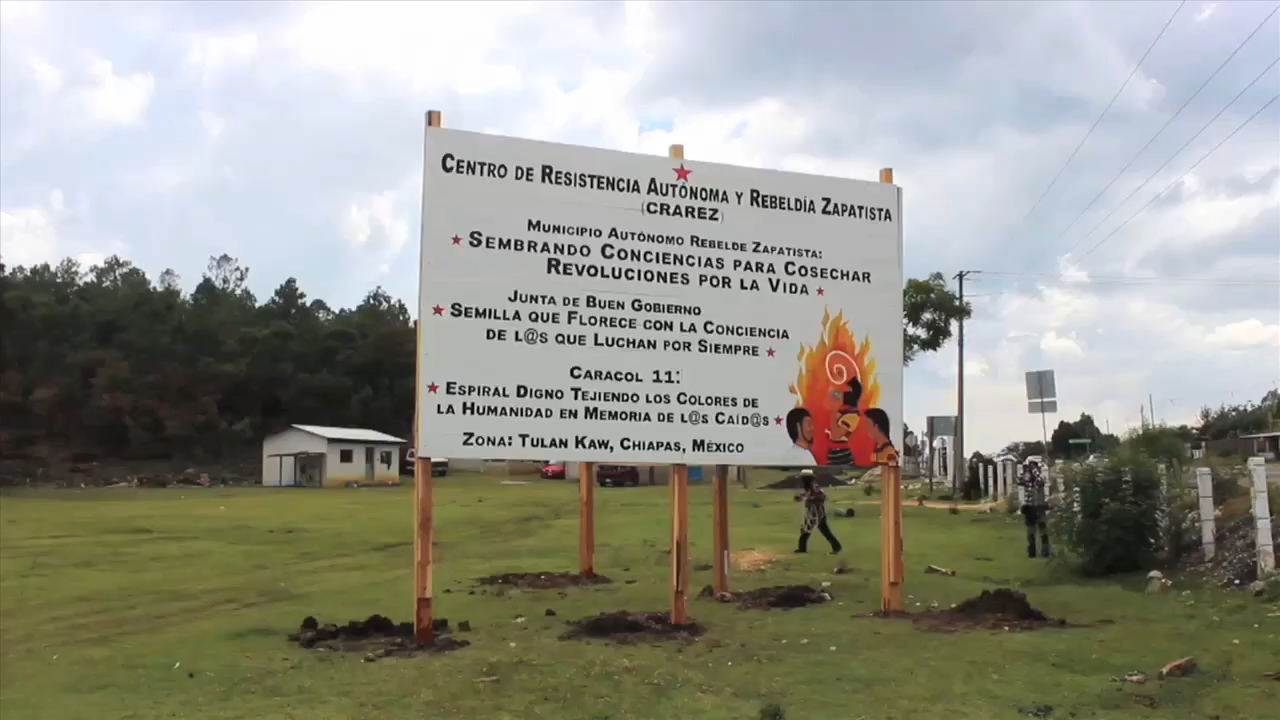 CENTRO DE RESISTENCIA AUTÓNOMA Y REBELDÍA ZAPATISTA
(CRAREZ)
MUNICIPIO AUTÓNOMO REBELDE ZAPATISTA:
SEMBRANDO CONCIENCIAS PARA COSECHAR
REVOLUCIONES POR LA VIDA
JUNTA DE BUEN GOBIERNO
SEMILLA QUE FLORECE CON LA CONCIENCIA
DE L@S QUE LUCHAN POR SIEMPRE
CARACOL 11:
ESPIRAL DIGNO TEJIENDO LOS COLORES DE
LA HUMANIDAD EN MEMORIA DE L@S CAÍD@S
ZONA: TULAN KAW, CHIAPAS, MÉXICO